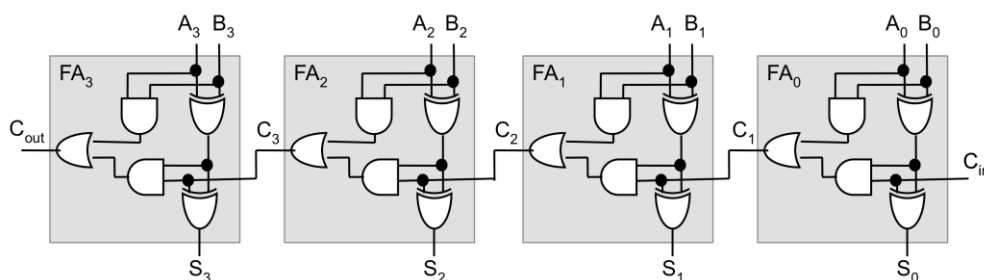 A3 B3 A2 B2 A1 B1 A0 B0
FA3 FA2 FA1 FA0
Cout C3 C2 C1 Cin
S3 S2 S1 S0